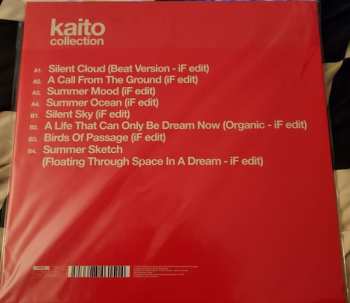 kaito
collection
A1. Silent Cloud (Beat Version - iF edit)
A2. A Call From The Ground (iF edit)
A3. Summer Mood (iF edit)
A4. Summer Ocean (iF edit)
B1. Silent Sky (iF edit)
B2. A Life That Can Only Be Dream Now (Organic - iF edit)
B3. Birds Of Passage (iF edit)
B4. Summer Sketch
(Floating Through Space In A Dream - iF edit)